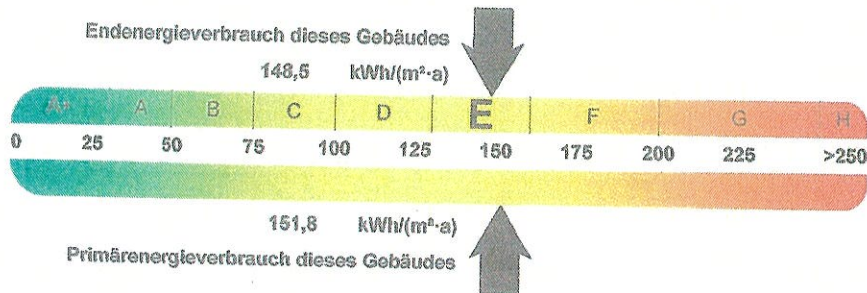 Endenergieverbrauch dieses Gebäudes
148,5 kWh/(m²·a)
A+ A B C D E F G H
0 25 50 75 100 125 150 175 200 225 >250
151,8 kWh/(m²·a)
Primärenergieverbrauch dieses Gebäudes